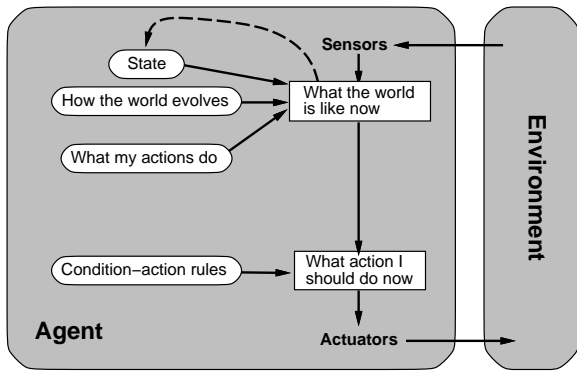 Sensors
State
What the world
is like now
How the world evolves
What my actions do
Condition−action rules
What action I
should do now
Agent
Actuators
Environment